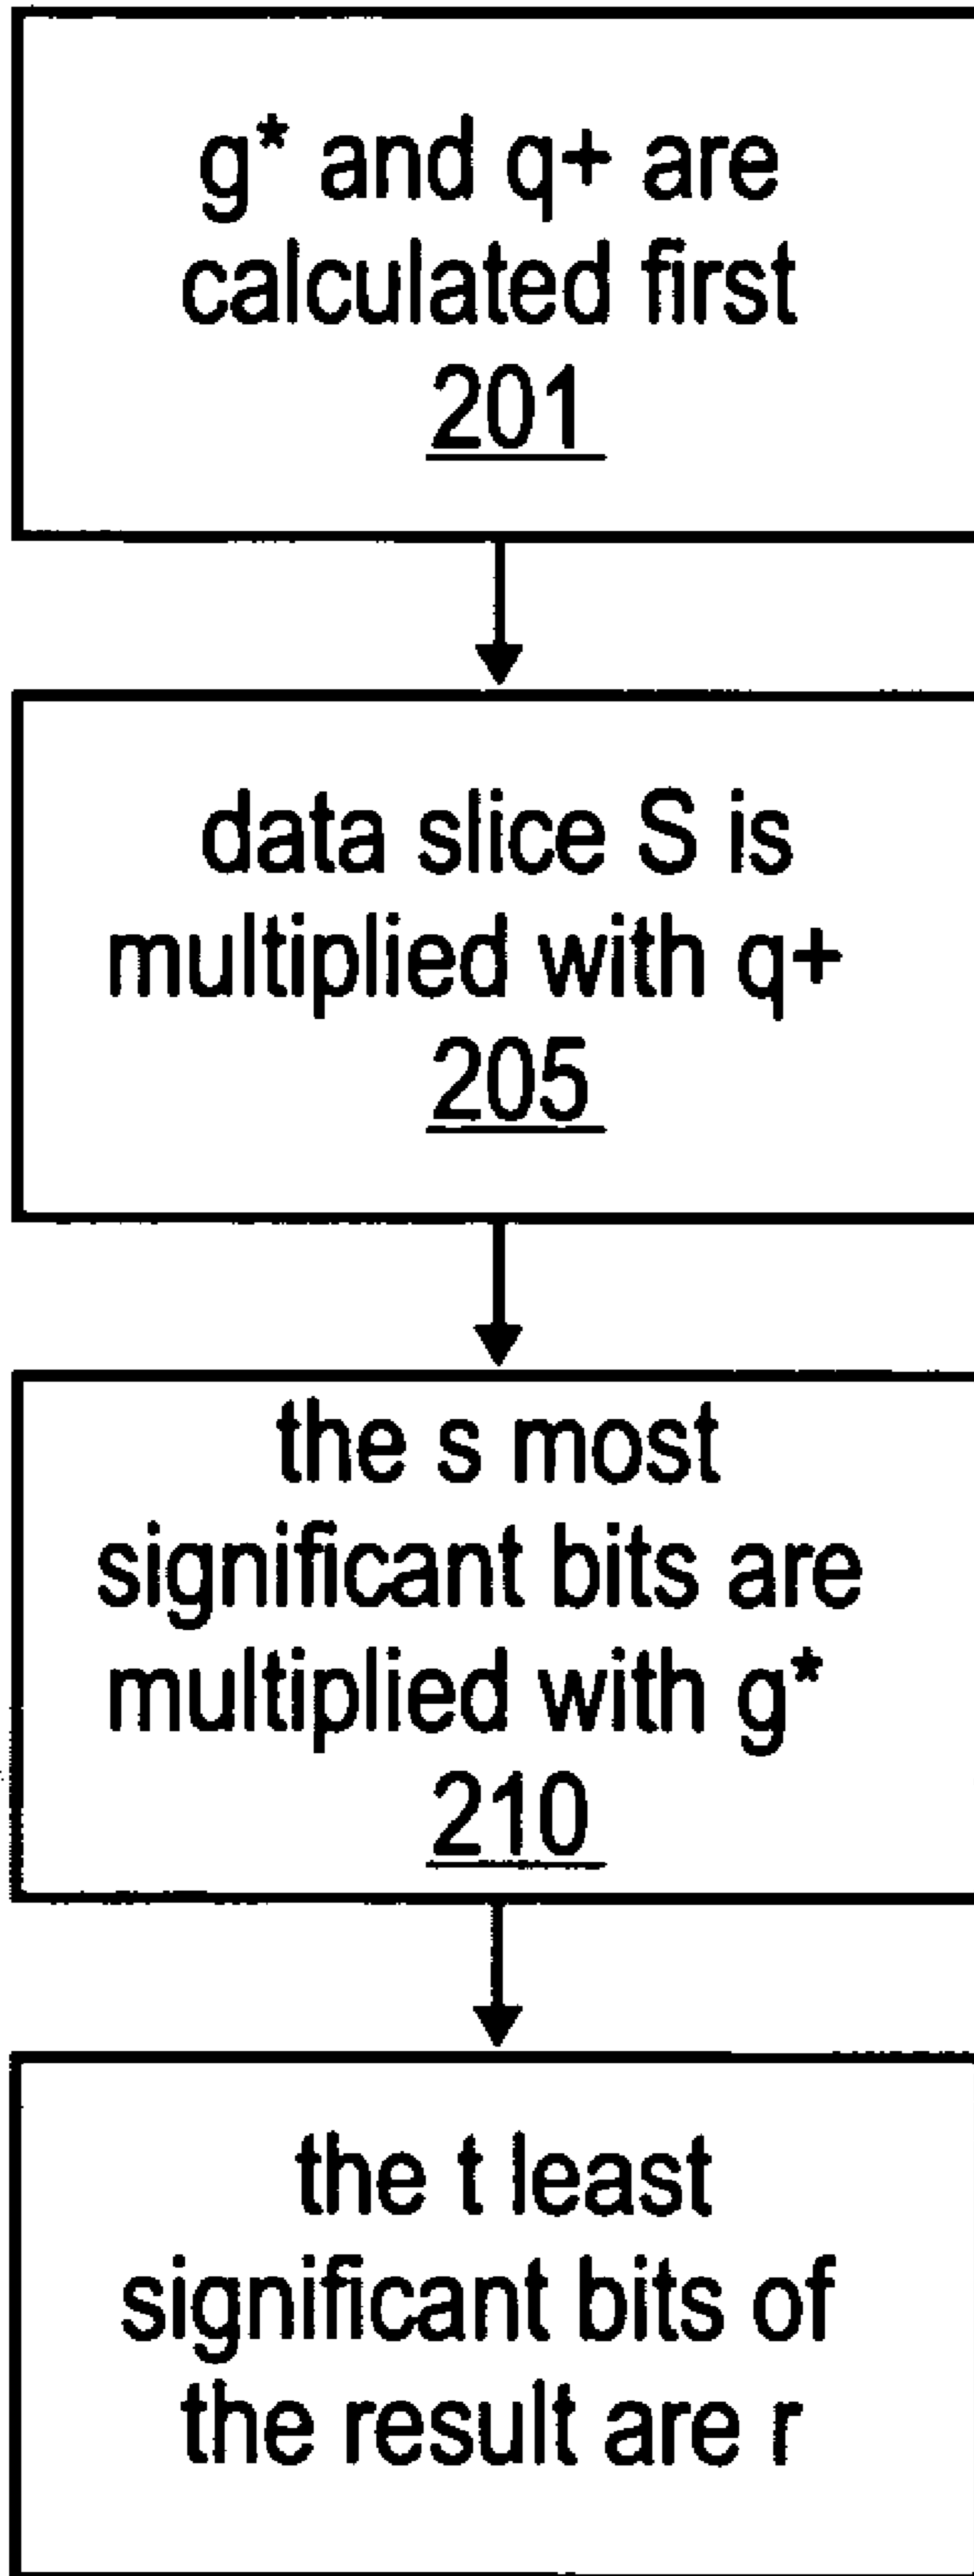 g* and q+ are
calculated first
201
data slice S is
multiplied with q+
205
the s most
significant bits are
multiplied with g*
210
the t least
significant bits of
the result are r